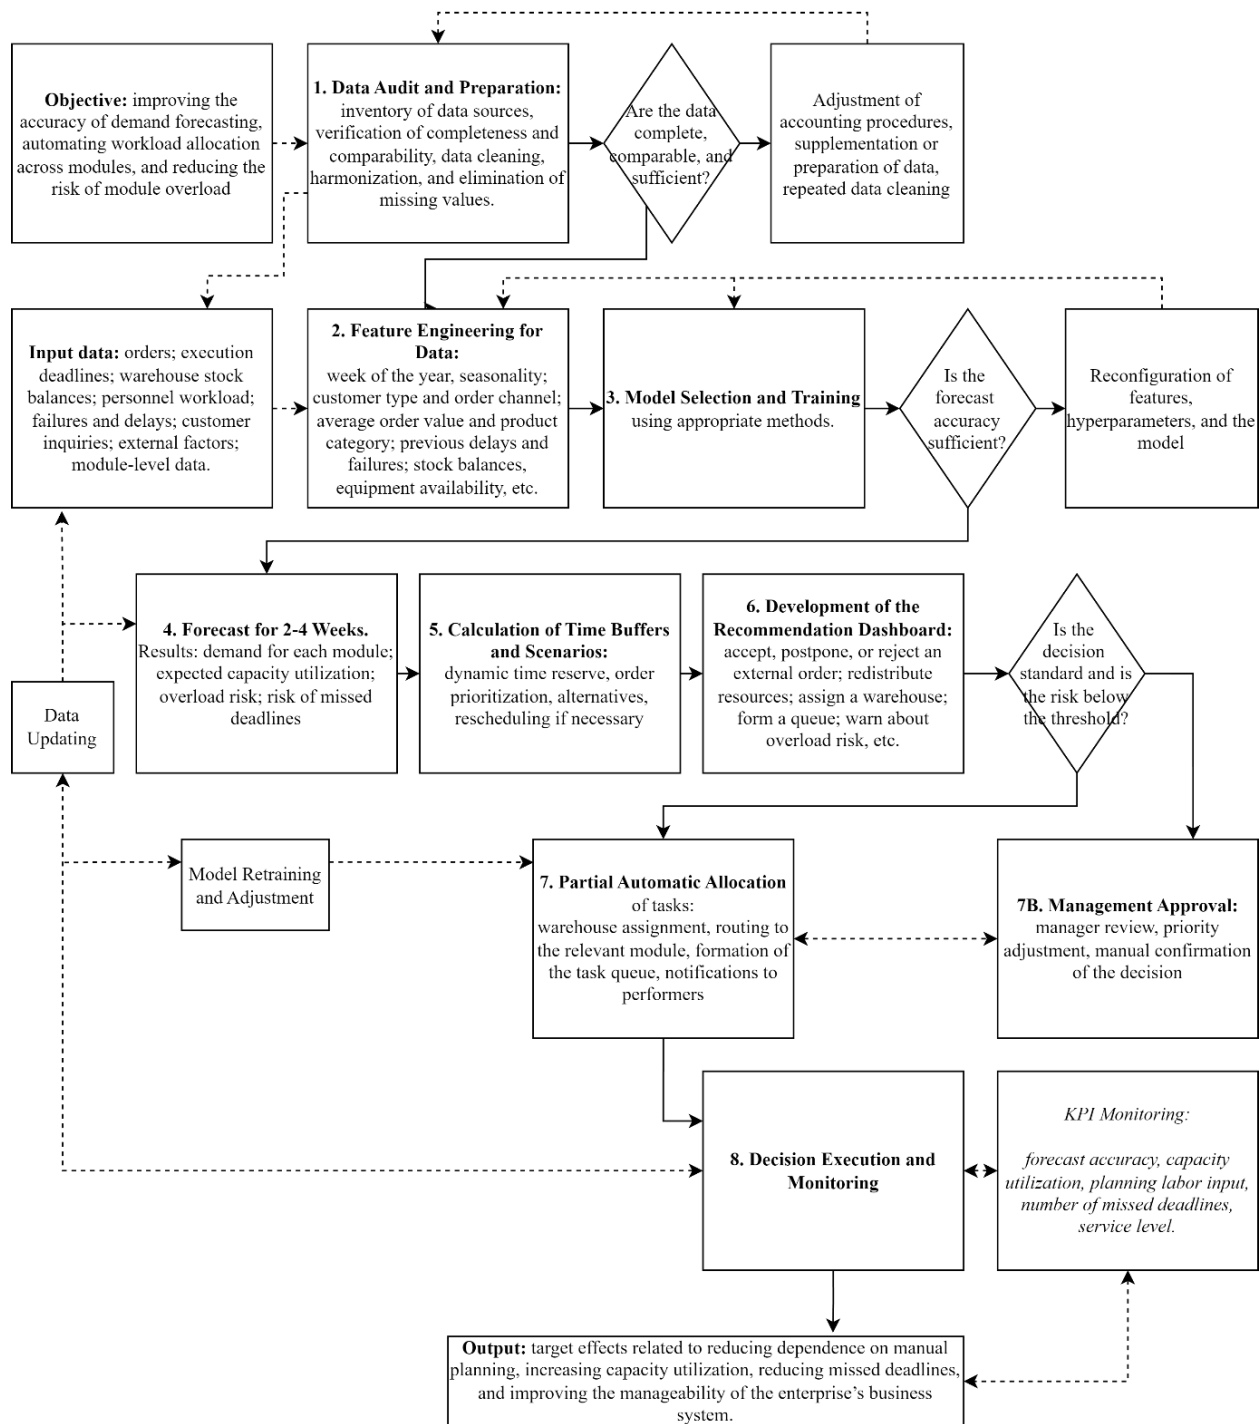 Objective: improving the
accuracy of demand forecasting,
automating workload allocation
across modules, and reducing the
risk of module overload
1. Data Audit and Preparation:
inventory of data sources,
verification of completeness and
comparability, data cleaning,
harmonization, and elimination of
missing values.
Are the data
complete,
comparable, and
sufficient?
Adjustment of
accounting procedures,
supplementation or
preparation of data,
repeated data cleaning
Input data: orders; execution
deadlines; warehouse stock
balances; personnel workload;
failures and delays; customer
inquiries; external factors;
module-level data.
2. Feature Engineering for
Data:
week of the year, seasonality;
customer type and order channel;
average order value and product
category; previous delays and
failures; stock balances,
equipment availability, etc.
3. Model Selection and Training
using appropriate methods.
Is the
forecast
accuracy
sufficient?
Reconfiguration of
features,
hyperparameters, and the
model
4. Forecast for 2-4 Weeks.
Results: demand for each module;
expected capacity utilization;
overload risk; risk of missed
deadlines
5. Calculation of Time Buffers
and Scenarios:
dynamic time reserve, order
prioritization, alternatives,
rescheduling if necessary
6. Development of the
Recommendation Dashboard:
accept, postpone, or reject an
external order; redistribute
resources; assign a warehouse;
form a queue; warn about
overload risk, etc.
Is the
decision
standard and is
the risk below
the threshold?
Data
Updating
Model Retraining
and Adjustment
7. Partial Automatic Allocation
of tasks:
warehouse assignment, routing to
the relevant module, formation of
the task queue, notifications to
performers
7B. Management Approval:
manager review, priority
adjustment, manual confirmation
of the decision
8. Decision Execution and
Monitoring
KPI Monitoring:
forecast accuracy, capacity
utilization, planning labor input,
number of missed deadlines,
service level.
Output: target effects related to reducing dependence on manual
planning, increasing capacity utilization, reducing missed deadlines,
and improving the manageability of the enterprise’s business
system.